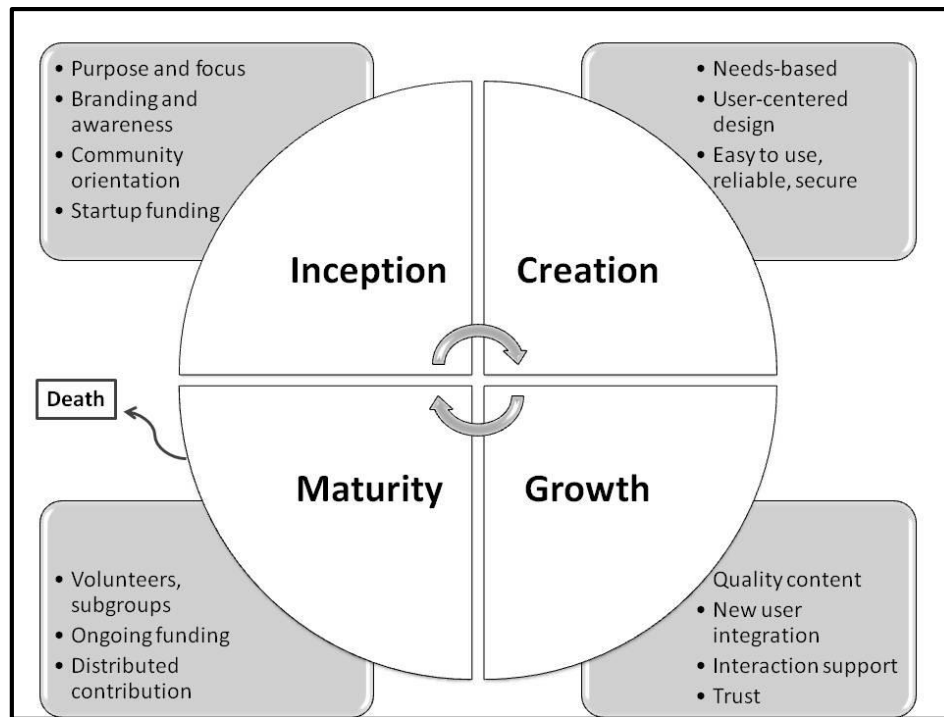 • Purpose and focus
• Branding and
awareness
• Community
orientation
• Startup funding
• Needs-based
• User-centered
design
• Easy to use,
reliable, secure
Inception
Creation
Death
Maturity
Growth
• Volunteers,
subgroups
• Ongoing funding
• Distributed
contribution
Quality content
• New user
integration
• Interaction support
• Trust